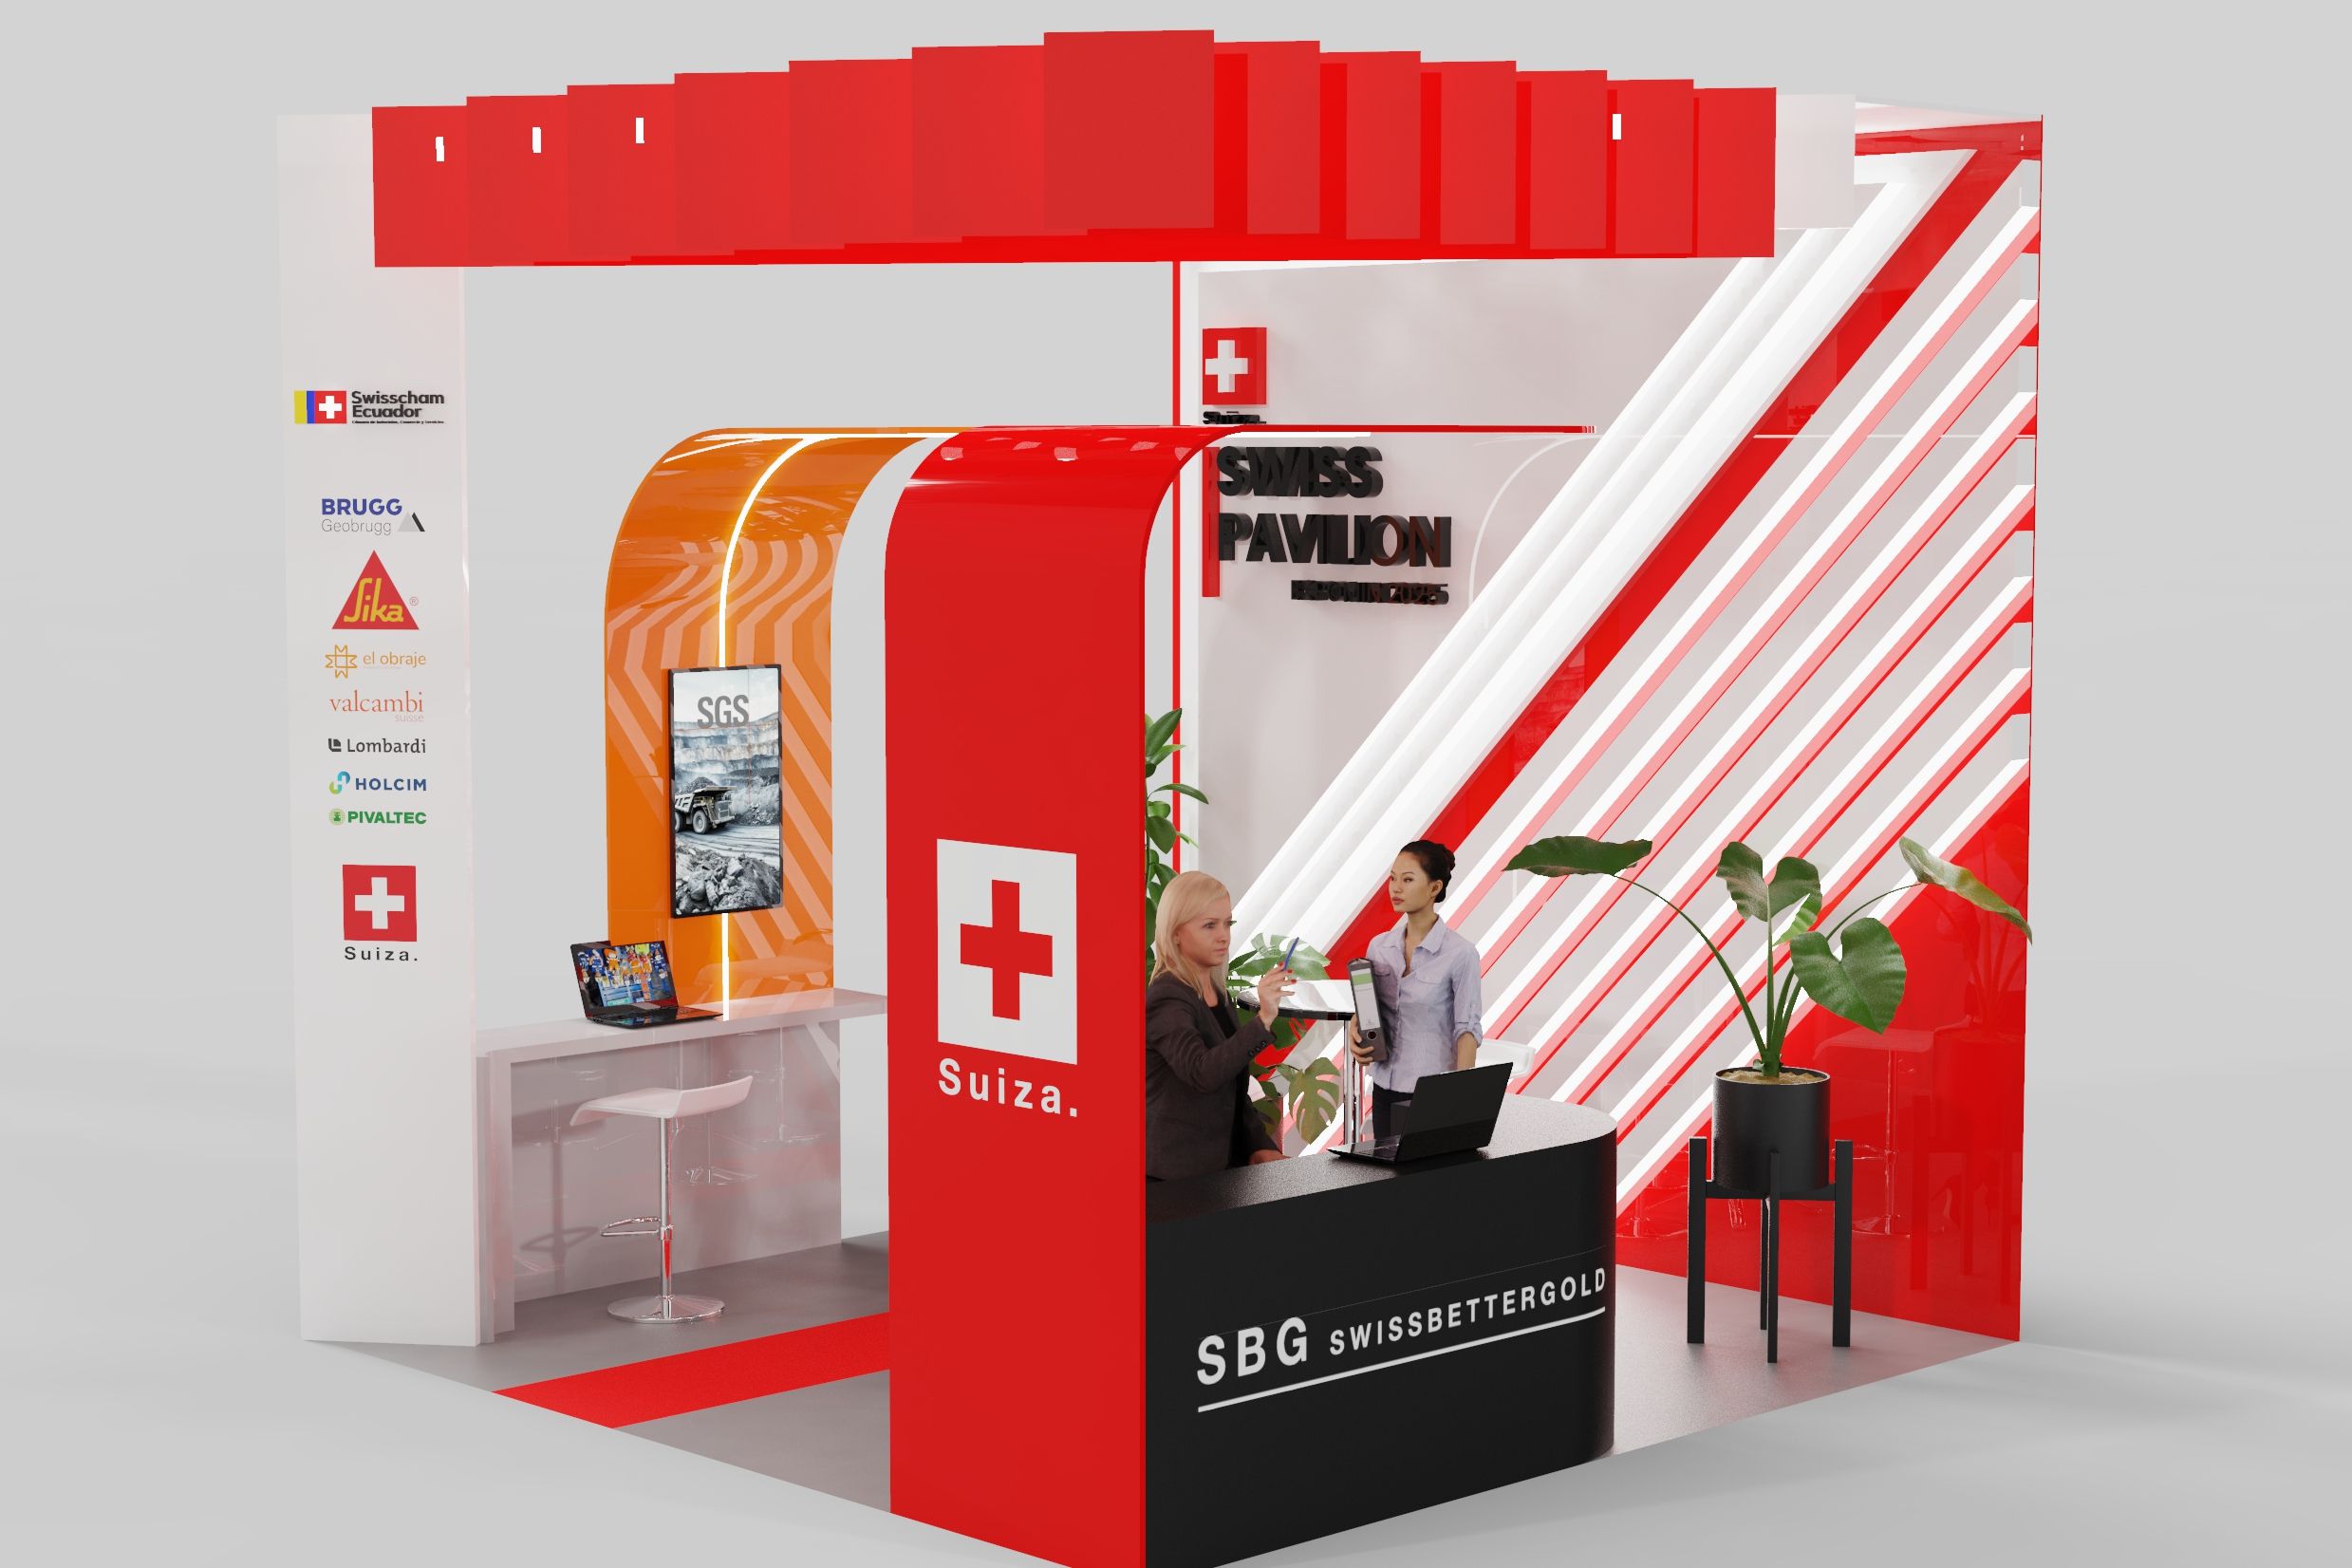 Swisscham
Ecuador
BRUGG
Geobrugg
Sika®
el obraje
valcambi
suisse
Lombardi
HOLCIM
PIVALTEC
Suiza.
SGS
Suiza.
Suiza.
SWISS
PAVILION
SBG SWISSBETTERGOLD